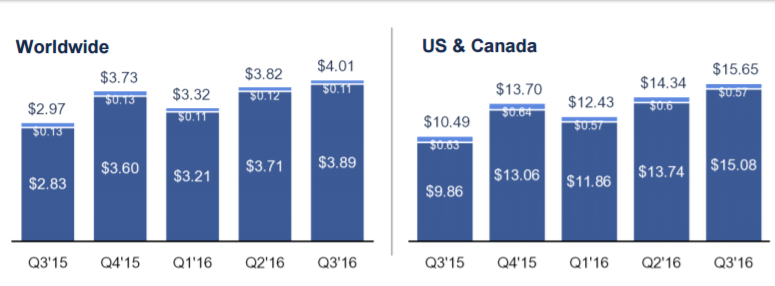 Worldwide
$2.97 $3.73 $3.32 $3.82 $4.01
$0.13 $0.13 $0.11 $0.12 $0.11
$2.83 $3.60 $3.21 $3.71 $3.89
Q3'15 Q4'15 Q1'16 Q2'16 Q3'16
US & Canada
$10.49 $13.70 $12.43 $14.34 $15.65
$0.63 $0.64 $0.57 $0.6 $0.57
$9.86 $13.06 $11.86 $13.74 $15.08
Q3'15 Q4'15 Q1'16 Q2'16 Q3'16